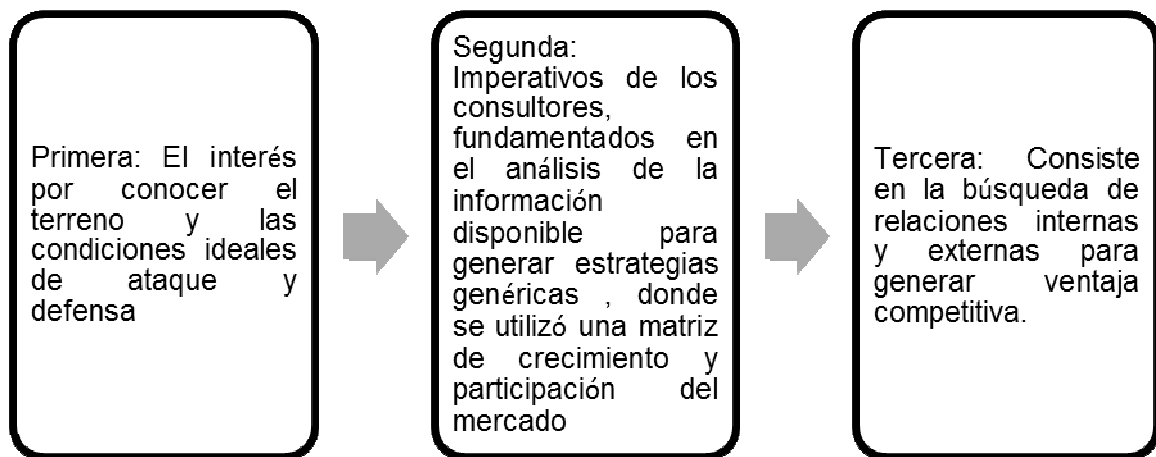 Primera: El interés
por conocer el
terreno y las
condiciones ideales
de ataque y
defensa
Segunda:
Imperativos de los
consultores,
fundamentados en
el análisis de la
información
disponible para
generar estrategias
genéricas , donde
se utilizó una matriz
de crecimiento y
participación del
mercado
Tercera: Consiste
en la búsqueda de
relaciones internas
y externas para
generar ventaja
competitiva.